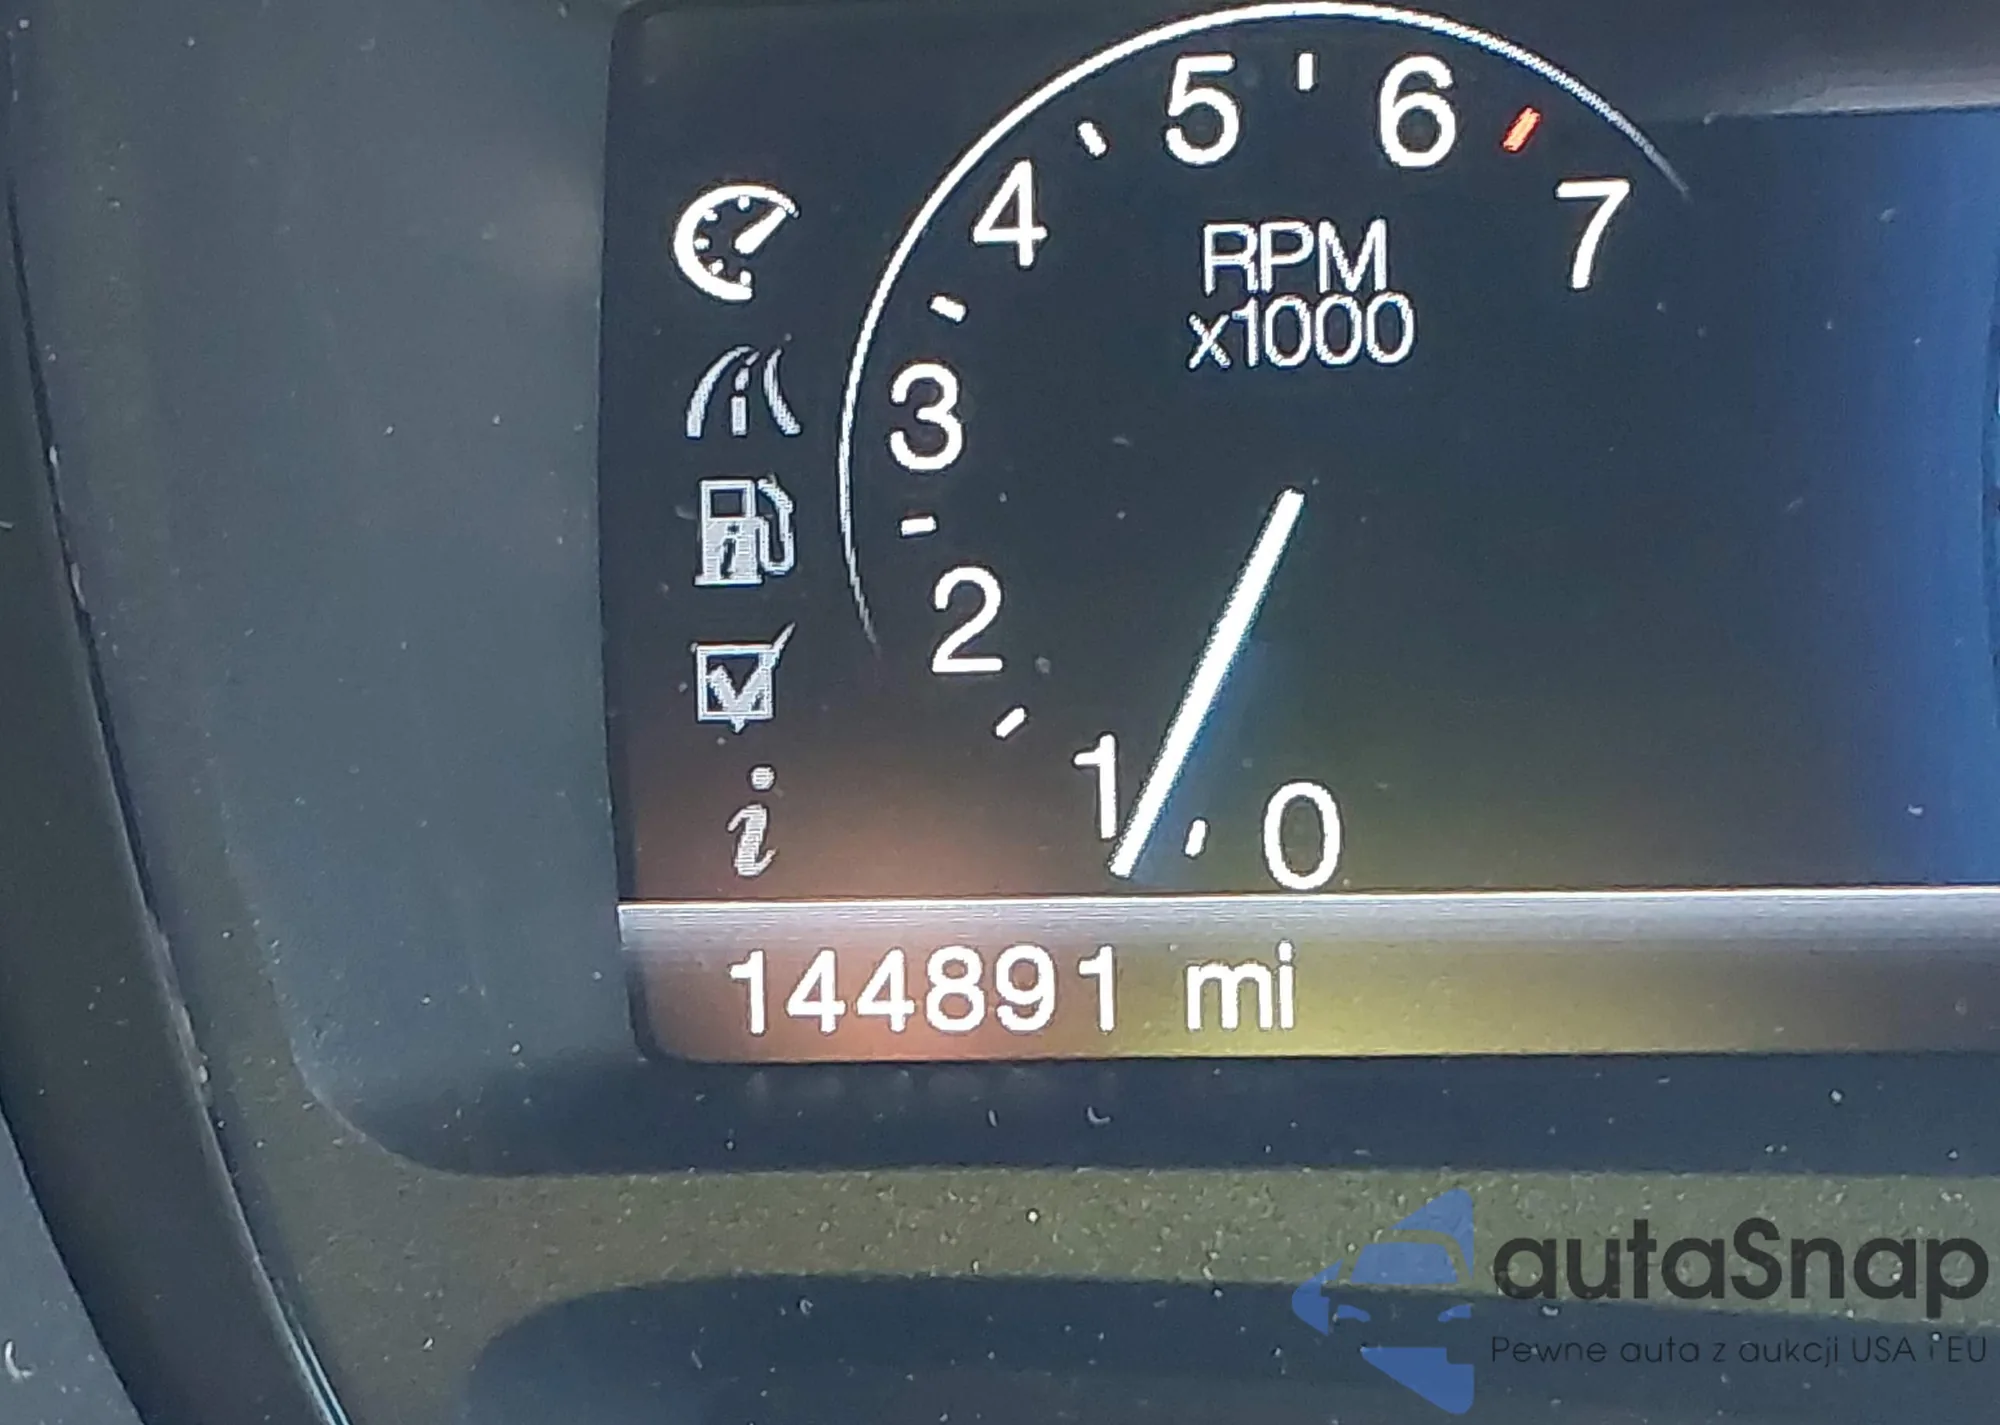 5 6
4 7
RPM
x1000
3
2
1 0
144891 mi
autaSnap
Pewne auta z aukcji USA i EU